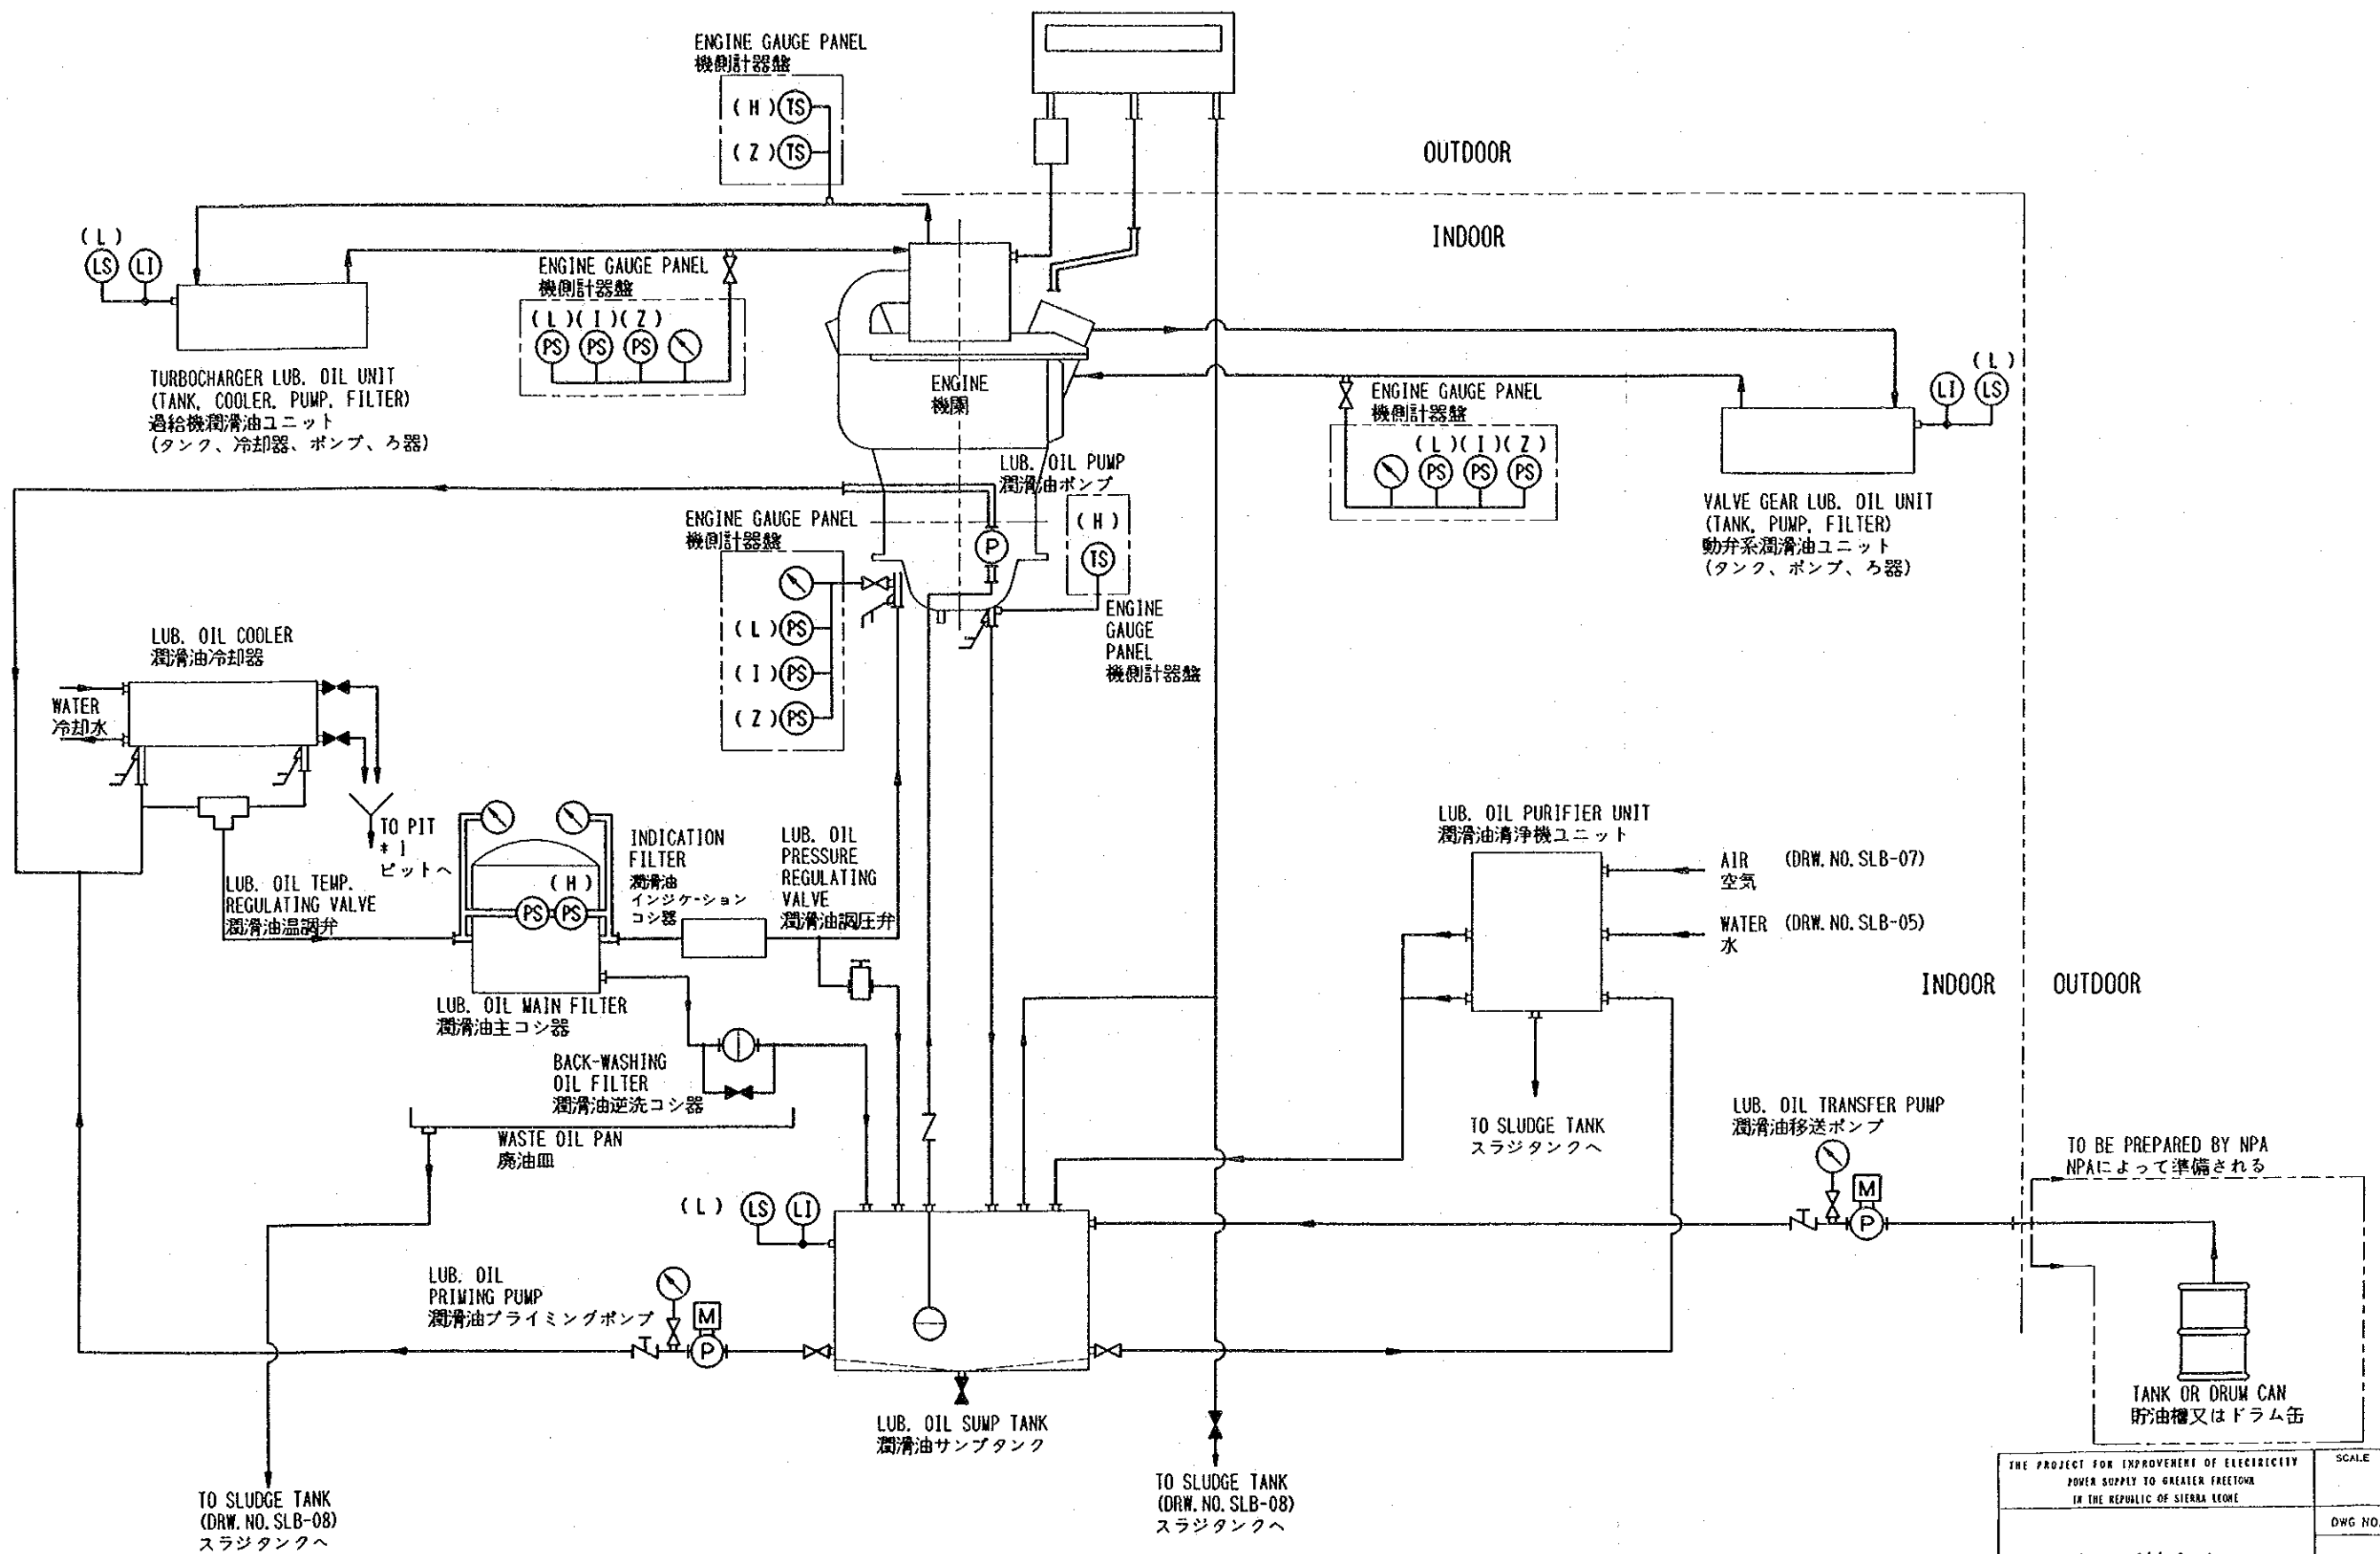 ENGINE GAUGE PANEL
機側計器盤
( H ) TS
( Z ) TS
OUTDOOR
INDOOR
( L )
LS LI
TURBOCHARGER LUB. OIL UNIT
(TANK, COOLER, PUMP, FILTER)
過給機潤滑油ユニット
(タンク、冷却器、ポンプ、ろ器)
ENGINE GAUGE PANEL
機側計器盤
( L )( I )( Z )
PS PS PS
ENGINE
機関
ENGINE GAUGE PANEL
機側計器盤
( L )( I )( Z )
PS PS PS
( L )
LI LS
VALVE GEAR LUB. OIL UNIT
(TANK, PUMP, FILTER)
動弁系潤滑油ユニット
(タンク、ポンプ、ろ器)
LUB. OIL PUMP
潤滑油ポンプ
P
( H )
TS
ENGINE
GAUGE
PANEL
機側計器盤
ENGINE GAUGE PANEL
機側計器盤
( L ) PS
( I ) PS
( Z ) PS
LUB. OIL COOLER
潤滑油冷却器
WATER
冷却水
TO PIT
* 1
ピットへ
LUB. OIL TEMP.
REGULATING VALVE
潤滑油温調弁
( H )
PS PS
LUB. OIL MAIN FILTER
潤滑油主コシ器
INDICATION
FILTER
潤滑油
インジケーション
コシ器
LUB. OIL
PRESSURE
REGULATING
VALVE
潤滑油調圧弁
BACK-WASHING
OIL FILTER
潤滑油逆洗コシ器
WASTE OIL PAN
廃油皿
LUB. OIL PURIFIER UNIT
潤滑油清浄機ユニット
AIR (DRW. NO. SLB-07)
空気
WATER (DRW. NO. SLB-05)
水
INDOOR OUTDOOR
TO SLUDGE TANK
スラジタンクへ
LUB. OIL TRANSFER PUMP
潤滑油移送ポンプ
M
P
TO BE PREPARED BY NPA
NPAによって準備される
TANK OR DRUM CAN
貯油槽又はドラム缶
( L ) LS LI
LUB. OIL
PRIMING PUMP
潤滑油プライミングポンプ
M
P
LUB. OIL SUMP TANK
潤滑油サンプタンク
TO SLUDGE TANK
(DRW. NO. SLB-08)
スラジタンクへ
TO SLUDGE TANK
(DRW. NO. SLB-08)
スラジタンクへ
THE PROJECT FOR IMPROVEMENT OF ELECTRICITY
POWER SUPPLY TO GREATER FREETOWN
IN THE REPUBLIC OF SIERRA LEONE
SCALE
DWG NO.